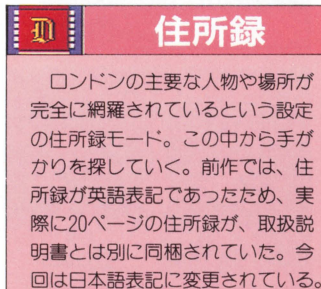 D
住所録
ロンドンの主要な人物や場所が
完全に網羅されているという設定
の住所録モード。この中から手が
かりを探していく。前作では、住
所録が英語表記であったため、実
際に20ページの住所録が、取扱説
明書とは別に同梱されていた。今
回は日本語表記に変更されている。